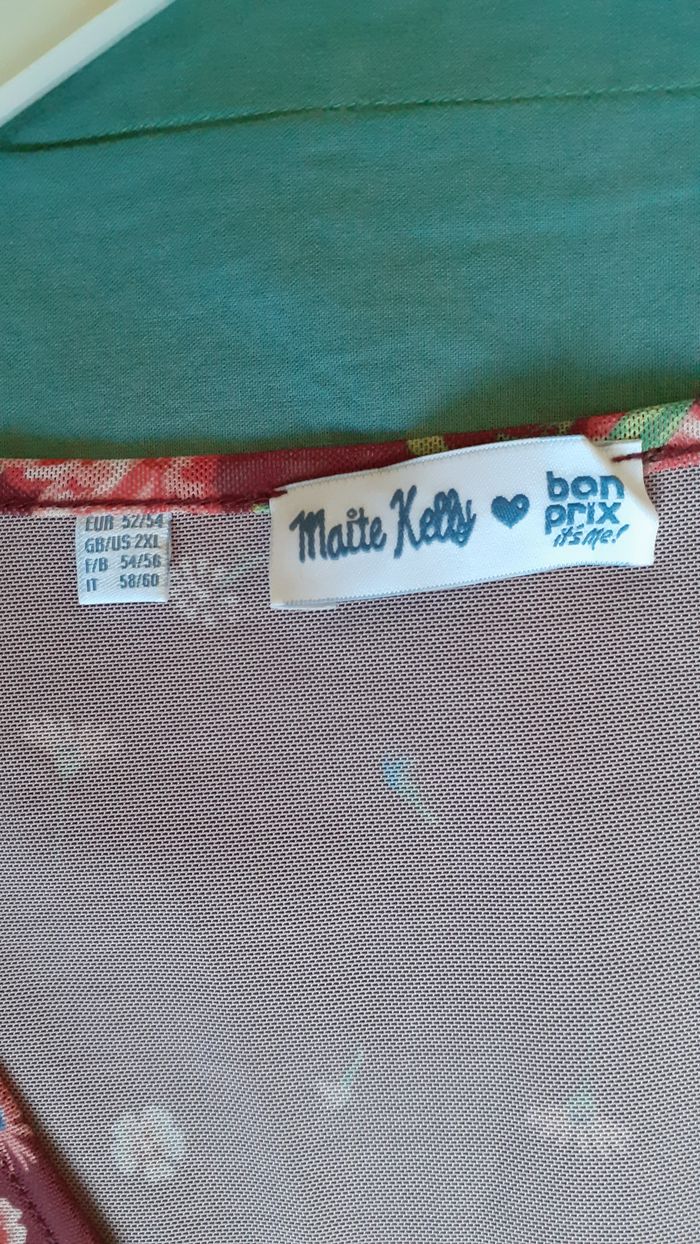 EUR 52/54
GB/US 2XL
F/B 54/56
IT 58/60
Maite Kelly ♥ bon
prix
it's me!